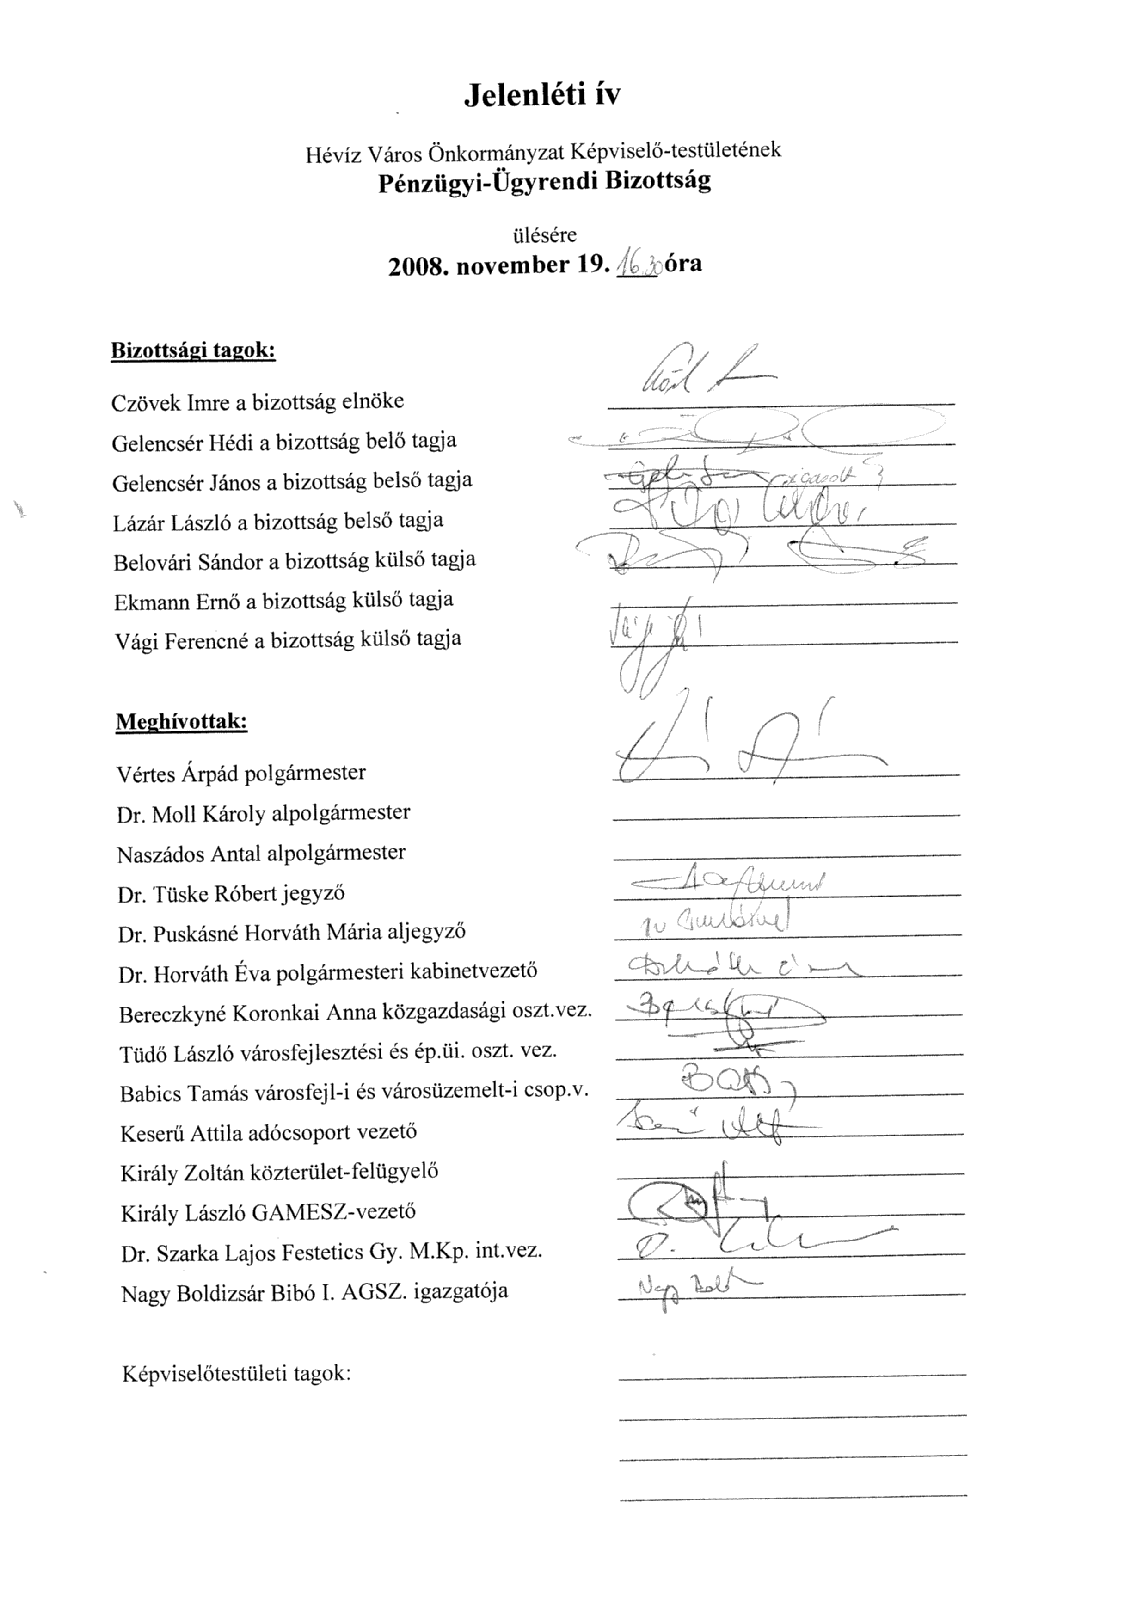 Jelenléti ív
Hévíz Város Önkormányzat Képviselő-testületének
Pénzügyi-Ügyrendi Bizottság
ülésére
2008. november 19. 16.30 óra
Bizottsági tagok:
Czövek Imre a bizottság elnöke
Gelencsér Hédi a bizottság belő tagja
Gelencsér János a bizottság belső tagja
Lázár László a bizottság belső tagja
Belovári Sándor a bizottság külső tagja
Ekmann Ernő a bizottság külső tagja
Vági Ferencné a bizottság külső tagja
Meghívottak:
Vértes Árpád polgármester
Dr. Moll Károly alpolgármester
Naszádos Antal alpolgármester
Dr. Tüske Róbert jegyző
Dr. Puskásné Horváth Mária aljegyző
Dr. Horváth Éva polgármesteri kabinetvezető
Bereczkyné Koronkai Anna közgazdasági oszt.vez.
Tüdő László városfejlesztési és ép.üi. oszt. vez.
Babics Tamás városfejl-i és városüzemelt-i csop.v.
Keserű Attila adócsoport vezető
Király Zoltán közterület-felügyelő
Király László GAMESZ-vezető
Dr. Szarka Lajos Festetics Gy. M.Kp. int.vez.
Nagy Boldizsár Bibó I. AGSZ. igazgatója Nagy Bold
Képviselőtestületi tagok: